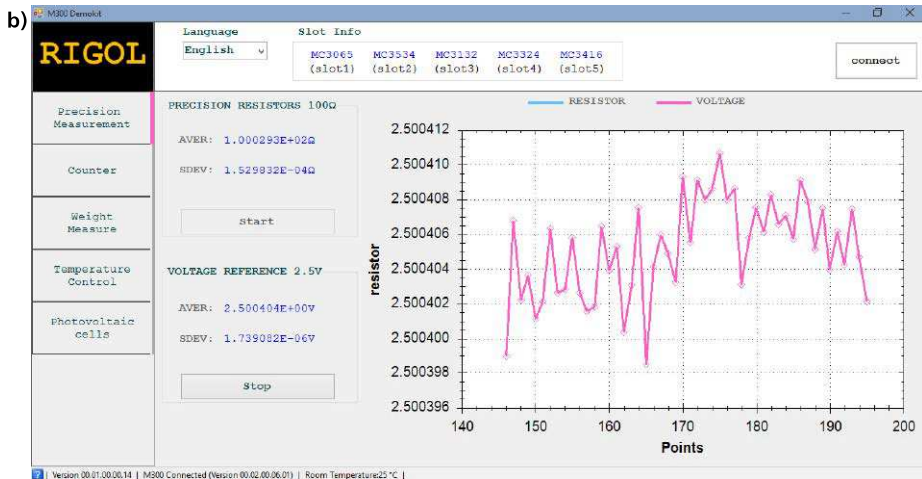 b)
M300 Demokit
RIGOL
Language
English
Slot Info
MC3065 MC3534 MC3132 MC3324 MC3416
(slot1) (slot2) (slot3) (slot4) (slot5)
connect
Precision
Measurement
Counter
Weight
Measure
Temperature
Control
Photovoltaic
cells
PRECISION RESISTORS 100Ω
AVER: 1.000293E+02Ω
SDEV: 1.529832E-04Ω
Start
VOLTAGE REFERENCE 2.5V
AVER: 2.500404E+00V
SDEV: 1.739082E-06V
Stop
RESISTOR VOLTAGE
2.500412
2.500410
2.500408
2.500406
2.500404
2.500402
2.500400
2.500398
2.500396
resistor
140 150 160 170 180 190 200
Points
? | Version 00.01.00.00.14 | M300 Connected (Version 00.02.00.06.01) | Room Temperature:25 °C |